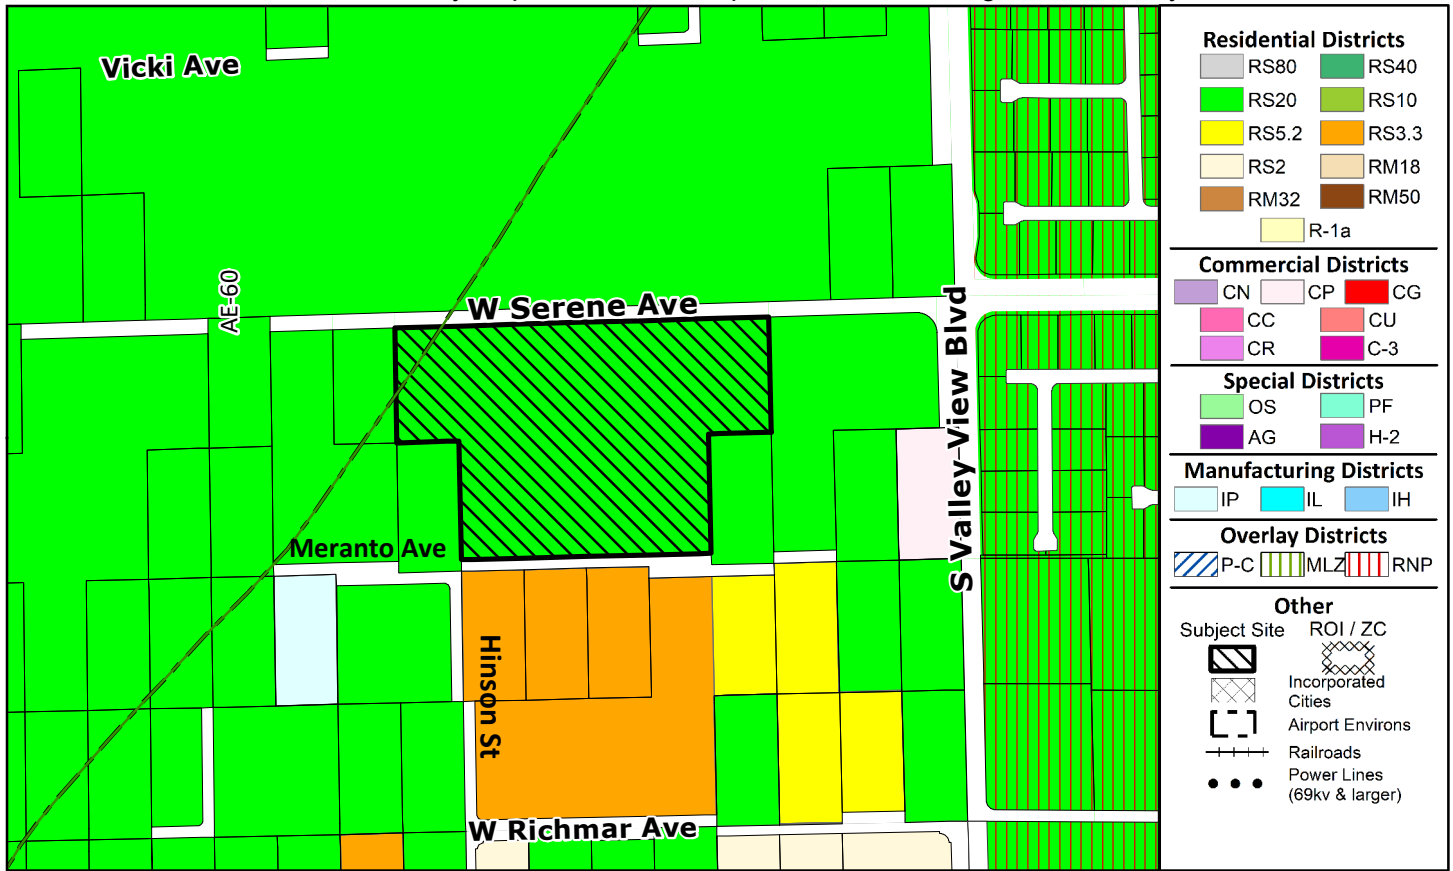 Vicki Ave
AE-60
W Serene Ave
S Valley View Blvd
Meranto Ave
Hinson St
W Richmar Ave
Residential Districts
RS80 RS40
RS20 RS10
RS5.2 RS3.3
RS2 RM18
RM32 RM50
R-1a
Commercial Districts
CN CP CG
CC CU
CR C-3
Special Districts
OS PF
AG H-2
Manufacturing Districts
IP IL IH
Overlay Districts
P-C MLZ RNP
Other
Subject Site ROI / ZC
Incorporated
Cities
Airport Environs
Railroads
Power Lines
(69kv & larger)